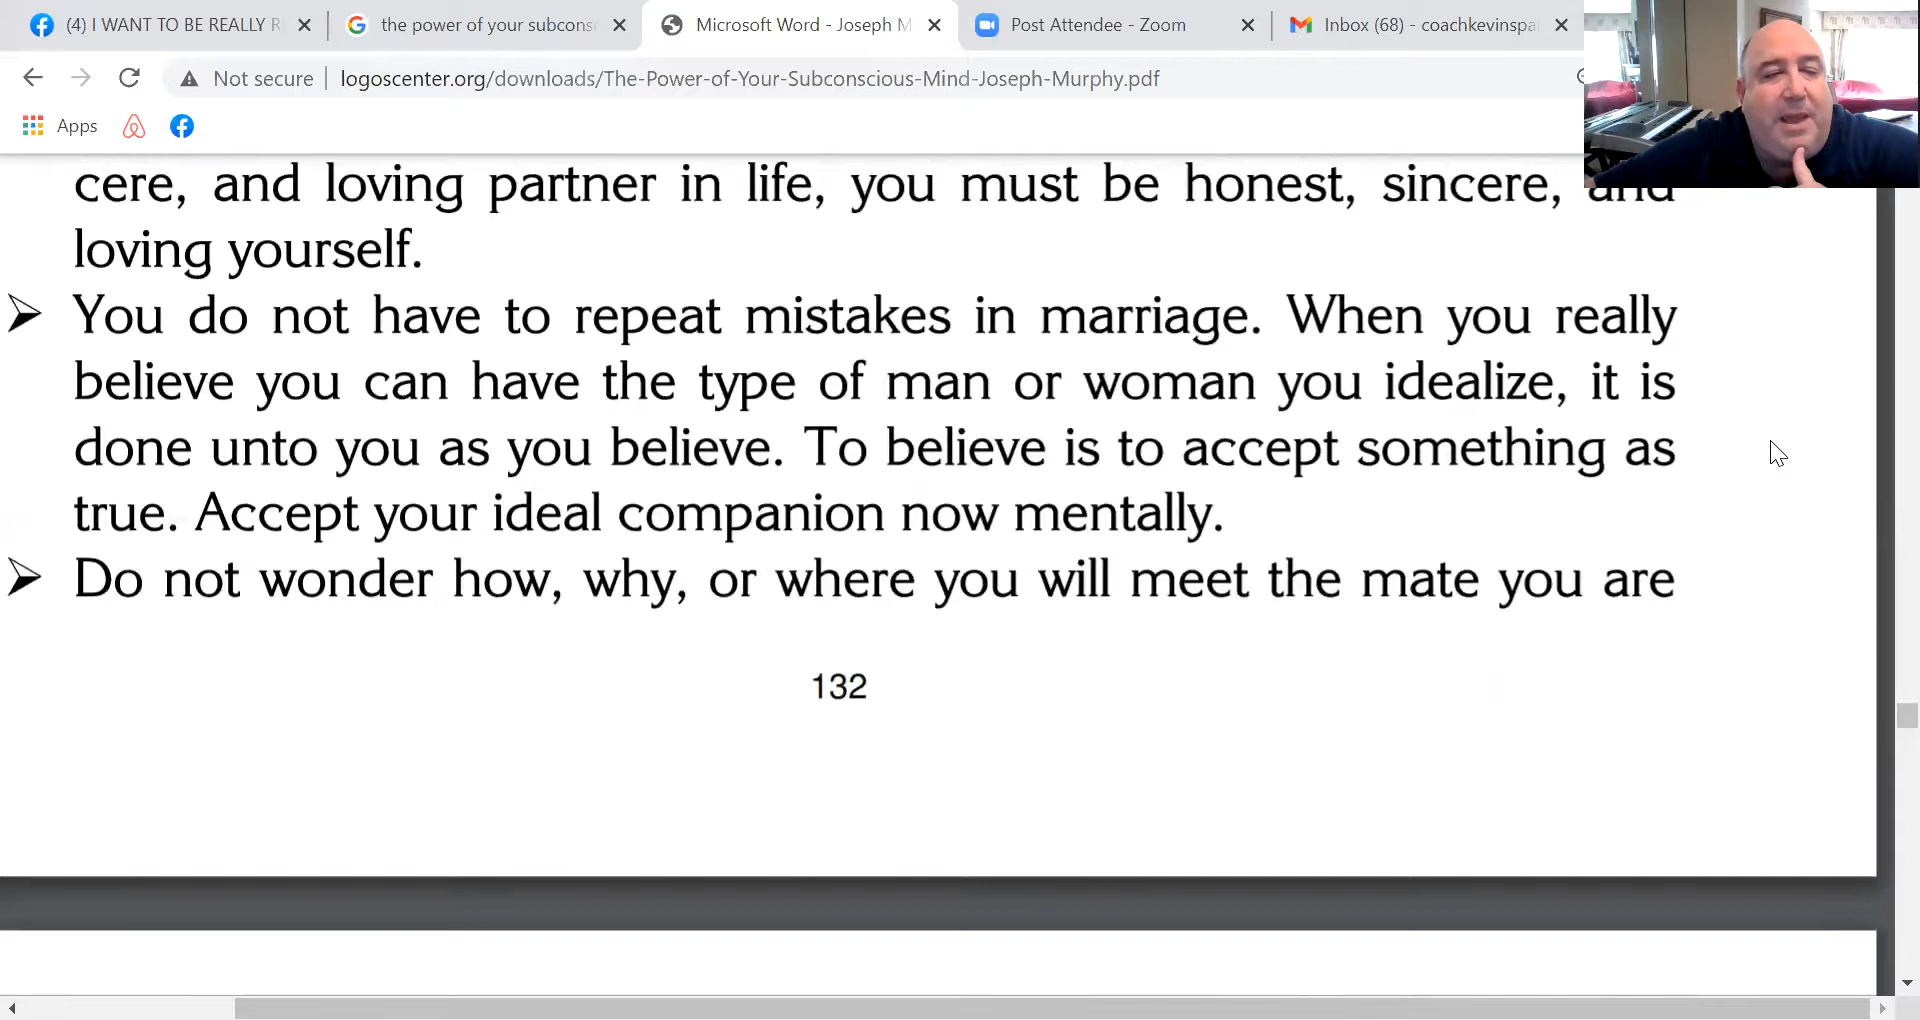 (4) I WANT TO BE REALLY R
the power of your subcons
Microsoft Word - Joseph M
Post Attendee - Zoom
Inbox (68) - coachkevinspa
Not secure
logoscenter.org/downloads/The-Power-of-Your-Subconscious-Mind-Joseph-Murphy.pdf
Apps
cere, and loving partner in life, you must be honest, sincere, and
loving yourself.
➢ You do not have to repeat mistakes in marriage. When you really
believe you can have the type of man or woman you idealize, it is
done unto you as you believe. To believe is to accept something as
true. Accept your ideal companion now mentally.
➢ Do not wonder how, why, or where you will meet the mate you are
132